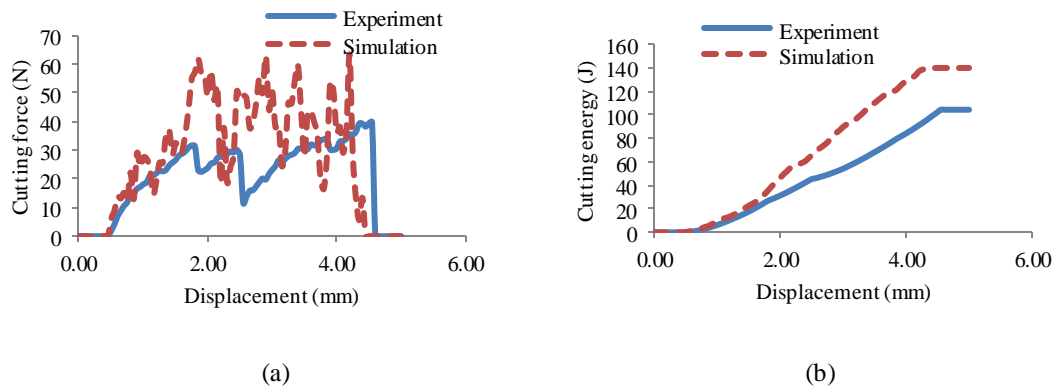 Experiment
Simulation
Cutting force (N)
70
60
50
40
30
20
10
0
0.00 2.00 4.00 6.00
Displacement (mm)
(a)
Experiment
Simulation
Cutting energy (J)
160
140
120
100
80
60
40
20
0
0.00 2.00 4.00 6.00
Displacement (mm)
(b)